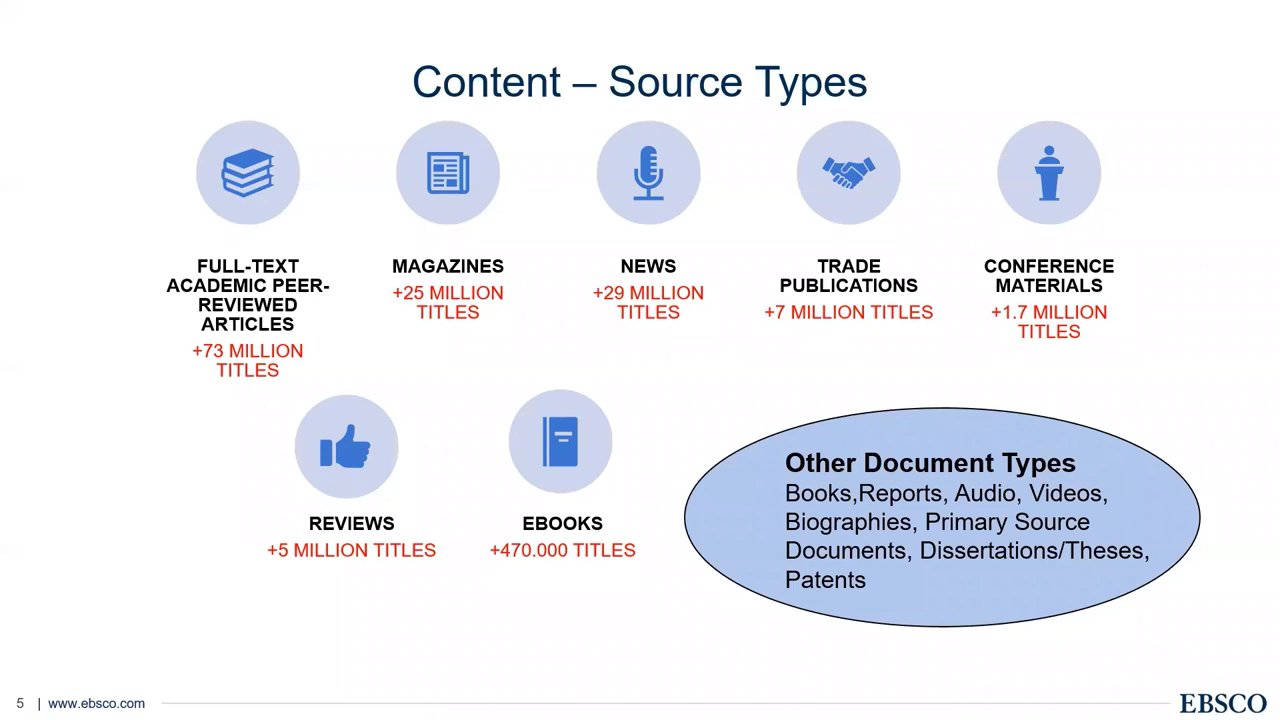 Content – Source Types
FULL-TEXT
ACADEMIC PEER-
REVIEWED
ARTICLES
+73 MILLION
TITLES
MAGAZINES
+25 MILLION
TITLES
NEWS
+29 MILLION
TITLES
TRADE
PUBLICATIONS
+7 MILLION TITLES
CONFERENCE
MATERIALS
+1.7 MILLION
TITLES
REVIEWS
+5 MILLION TITLES
EBOOKS
+470.000 TITLES
Other Document Types
Books,Reports, Audio, Videos,
Biographies, Primary Source
Documents, Dissertations/Theses,
Patents
5 | www.ebsco.com
EBSCO